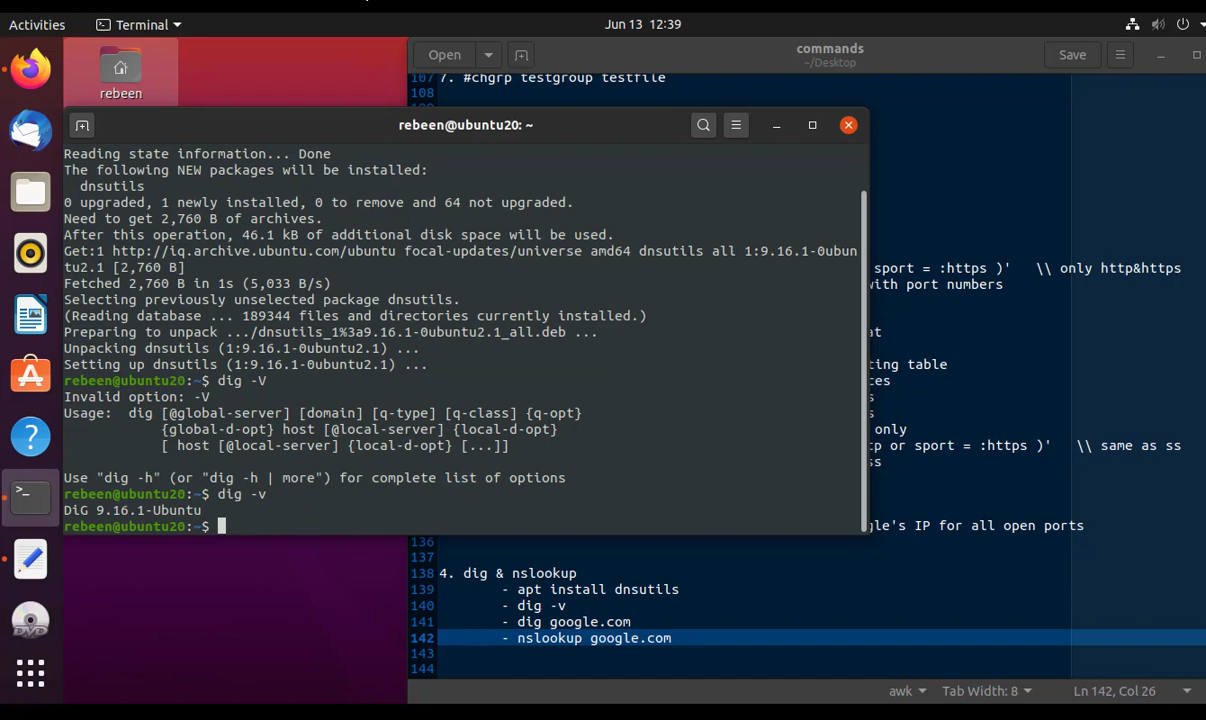 Activities
Terminal
Jun 13 12:39
rebeen
Open
commands
~/Desktop
Save
107 7. #chgrp testgroup testfile
108
rebeen@ubuntu20: ~
Reading state information... Done
The following NEW packages will be installed:
dnsutils
0 upgraded, 1 newly installed, 0 to remove and 64 not upgraded.
Need to get 2,760 B of archives.
After this operation, 46.1 kB of additional disk space will be used.
Get:1 http://iq.archive.ubuntu.com/ubuntu focal-updates/universe amd64 dnsutils all 1:9.16.1-0ubun
tu2.1 [2,760 B]
Fetched 2,760 B in 1s (5,033 B/s)
Selecting previously unselected package dnsutils.
(Reading database ... 189344 files and directories currently installed.)
Preparing to unpack .../dnsutils_1%3a9.16.1-0ubuntu2.1_all.deb ...
Unpacking dnsutils (1:9.16.1-0ubuntu2.1) ...
Setting up dnsutils (1:9.16.1-0ubuntu2.1) ...
rebeen@ubuntu20:~$ dig -V
Invalid option: -V
Usage:  dig [@global-server] [domain] [q-type] [q-class] {q-opt}
{global-d-opt} host [@local-server] {local-d-opt}
[ host [@local-server] {local-d-opt} [...]]
Use "dig -h" (or "dig -h | more") for complete list of options
rebeen@ubuntu20:~$ dig -v
DiG 9.16.1-Ubuntu
rebeen@ubuntu20:~$
sport = :https )'   \\ only http&https
with port numbers
at
ting table
ces
s
s
only
tp or sport = :https )'   \\ same as ss
ss
gle's IP for all open ports
136
137
138 4. dig & nslookup
139 - apt install dnsutils
140 - dig -v
141 - dig google.com
142 - nslookup google.com
143
144
awk
Tab Width: 8
Ln 142, Col 26